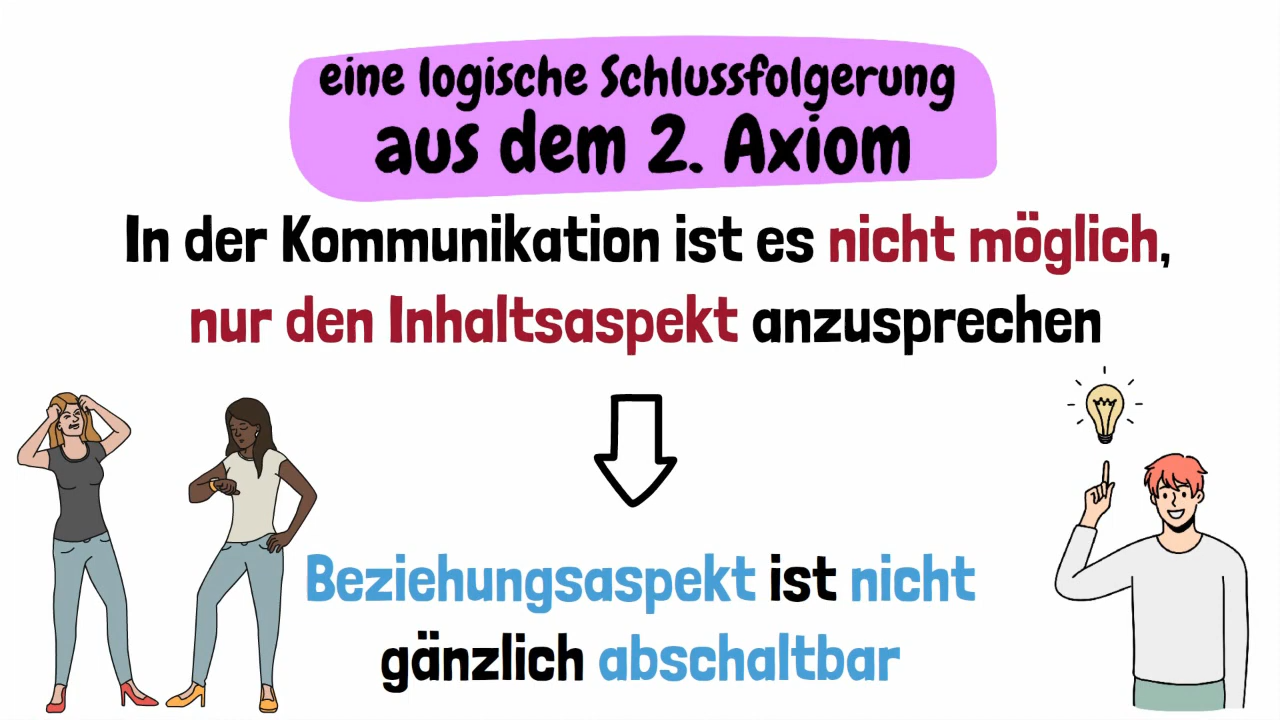 eine logische Schlussfolgerung
aus dem 2. Axiom
In der Kommunikation ist es nicht möglich,
nur den Inhaltsaspekt anzusprechen
Beziehungsaspekt ist nicht
gänzlich abschaltbar